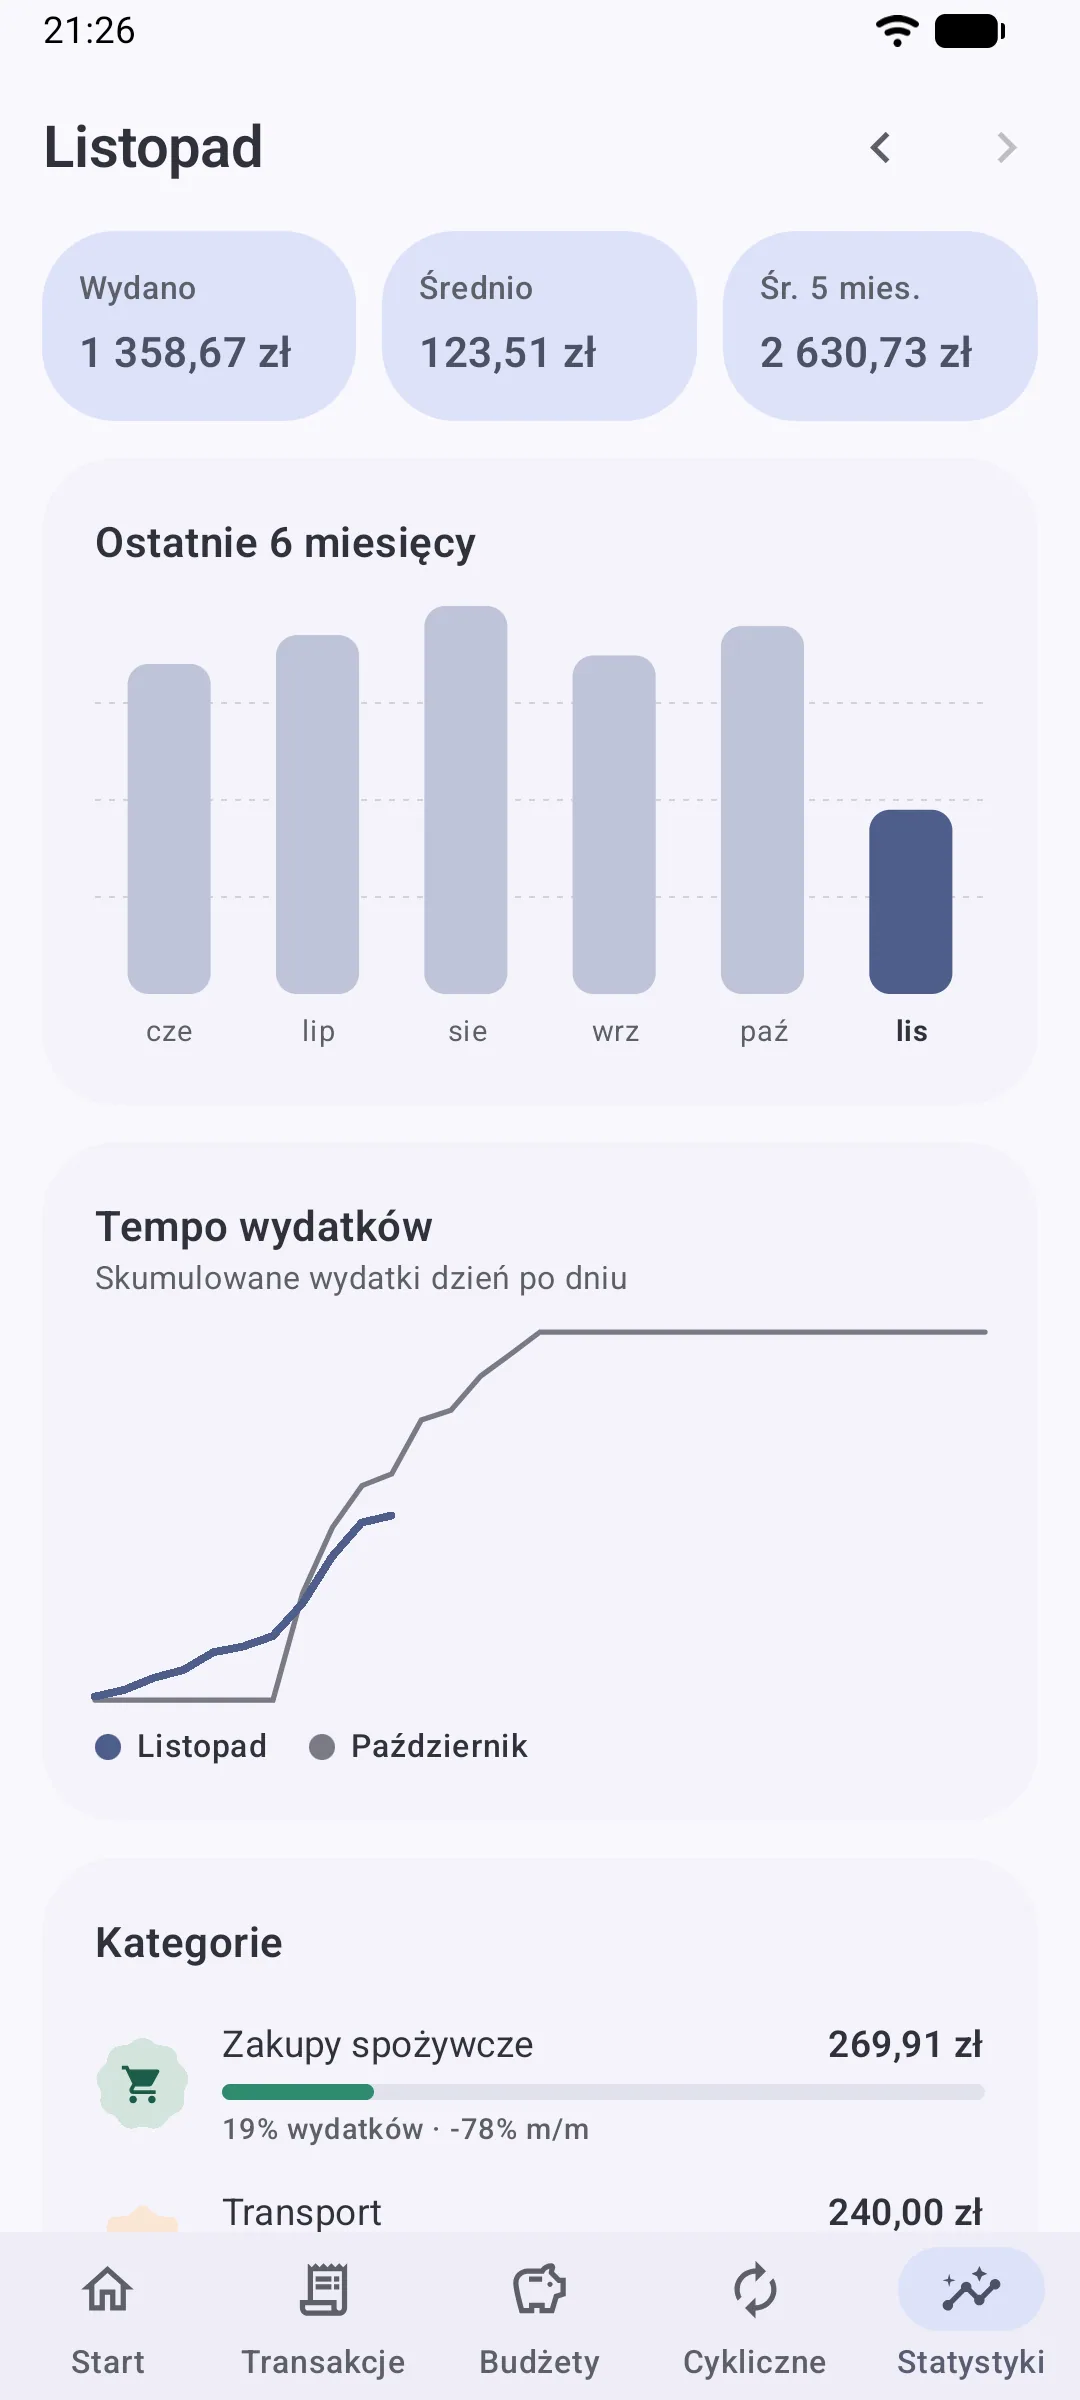 21:26
Listopad
Wydano
1 358,67 zł
Średnio
123,51 zł
Śr. 5 mies.
2 630,73 zł
Ostatnie 6 miesięcy
cze lip sie wrz paź lis
Tempo wydatków
Skumulowane wydatki dzień po dniu
Listopad Październik
Kategorie
Zakupy spożywcze 269,91 zł
19% wydatków · -78% m/m
Transport 240,00 zł
Start Transakcje Budżety Cykliczne Statystyki